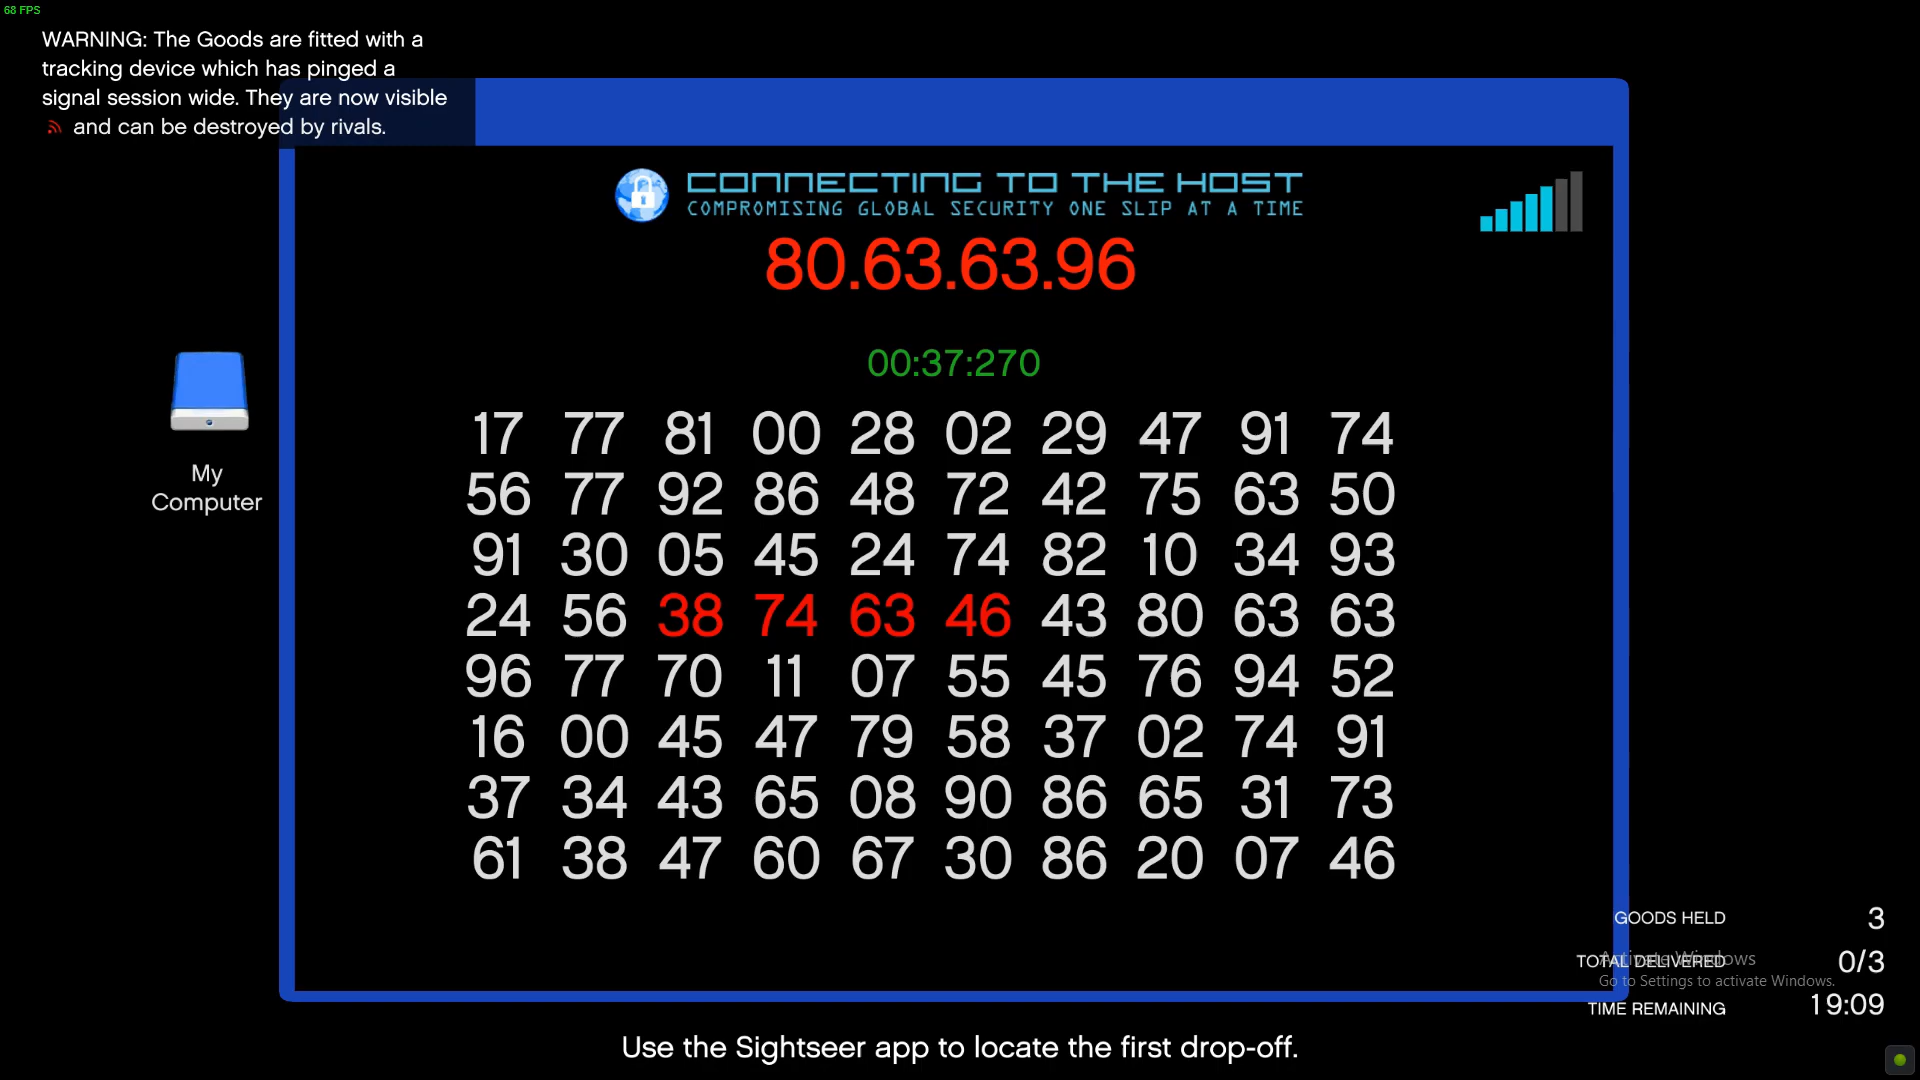 68 FPS
WARNING: The Goods are fitted with a
tracking device which has pinged a
signal session wide. They are now visible
and can be destroyed by rivals.
CONNECTING TO THE HOST
COMPROMISING GLOBAL SECURITY ONE SLIP AT A TIME
80.63.63.96
00:37:270
My
Computer
17 77 81 00 28 02 29 47 91 74
56 77 92 86 48 72 42 75 63 50
91 30 05 45 24 74 82 10 34 93
24 56 38 74 63 46 43 80 63 63
96 77 70 11 07 55 45 76 94 52
16 00 45 47 79 58 37 02 74 91
37 34 43 65 08 90 86 65 31 73
61 38 47 60 67 30 86 20 07 46
GOODS HELD 3
TOTAL DELIVERED 0/3
Activate Windows
Go to Settings to activate Windows.
TIME REMAINING 19:09
Use the Sightseer app to locate the first drop-off.